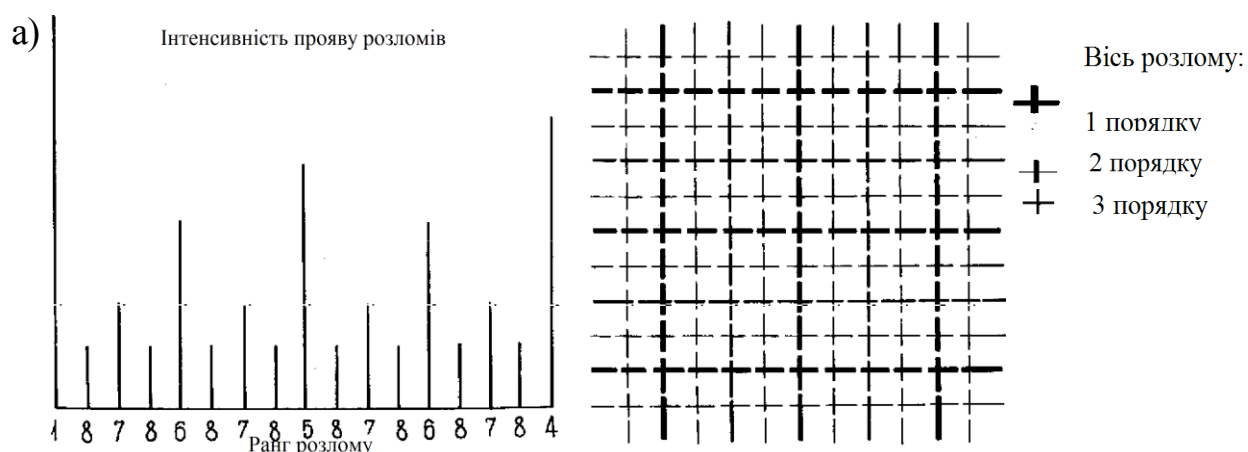 а)
Інтенсивність прояву розломів
1 8 7 8 6 8 7 8 5 8 7 8 6 8 7 8 4
Ранг розлому
Вісь розлому:
1 порядку
2 порядку
3 порядку